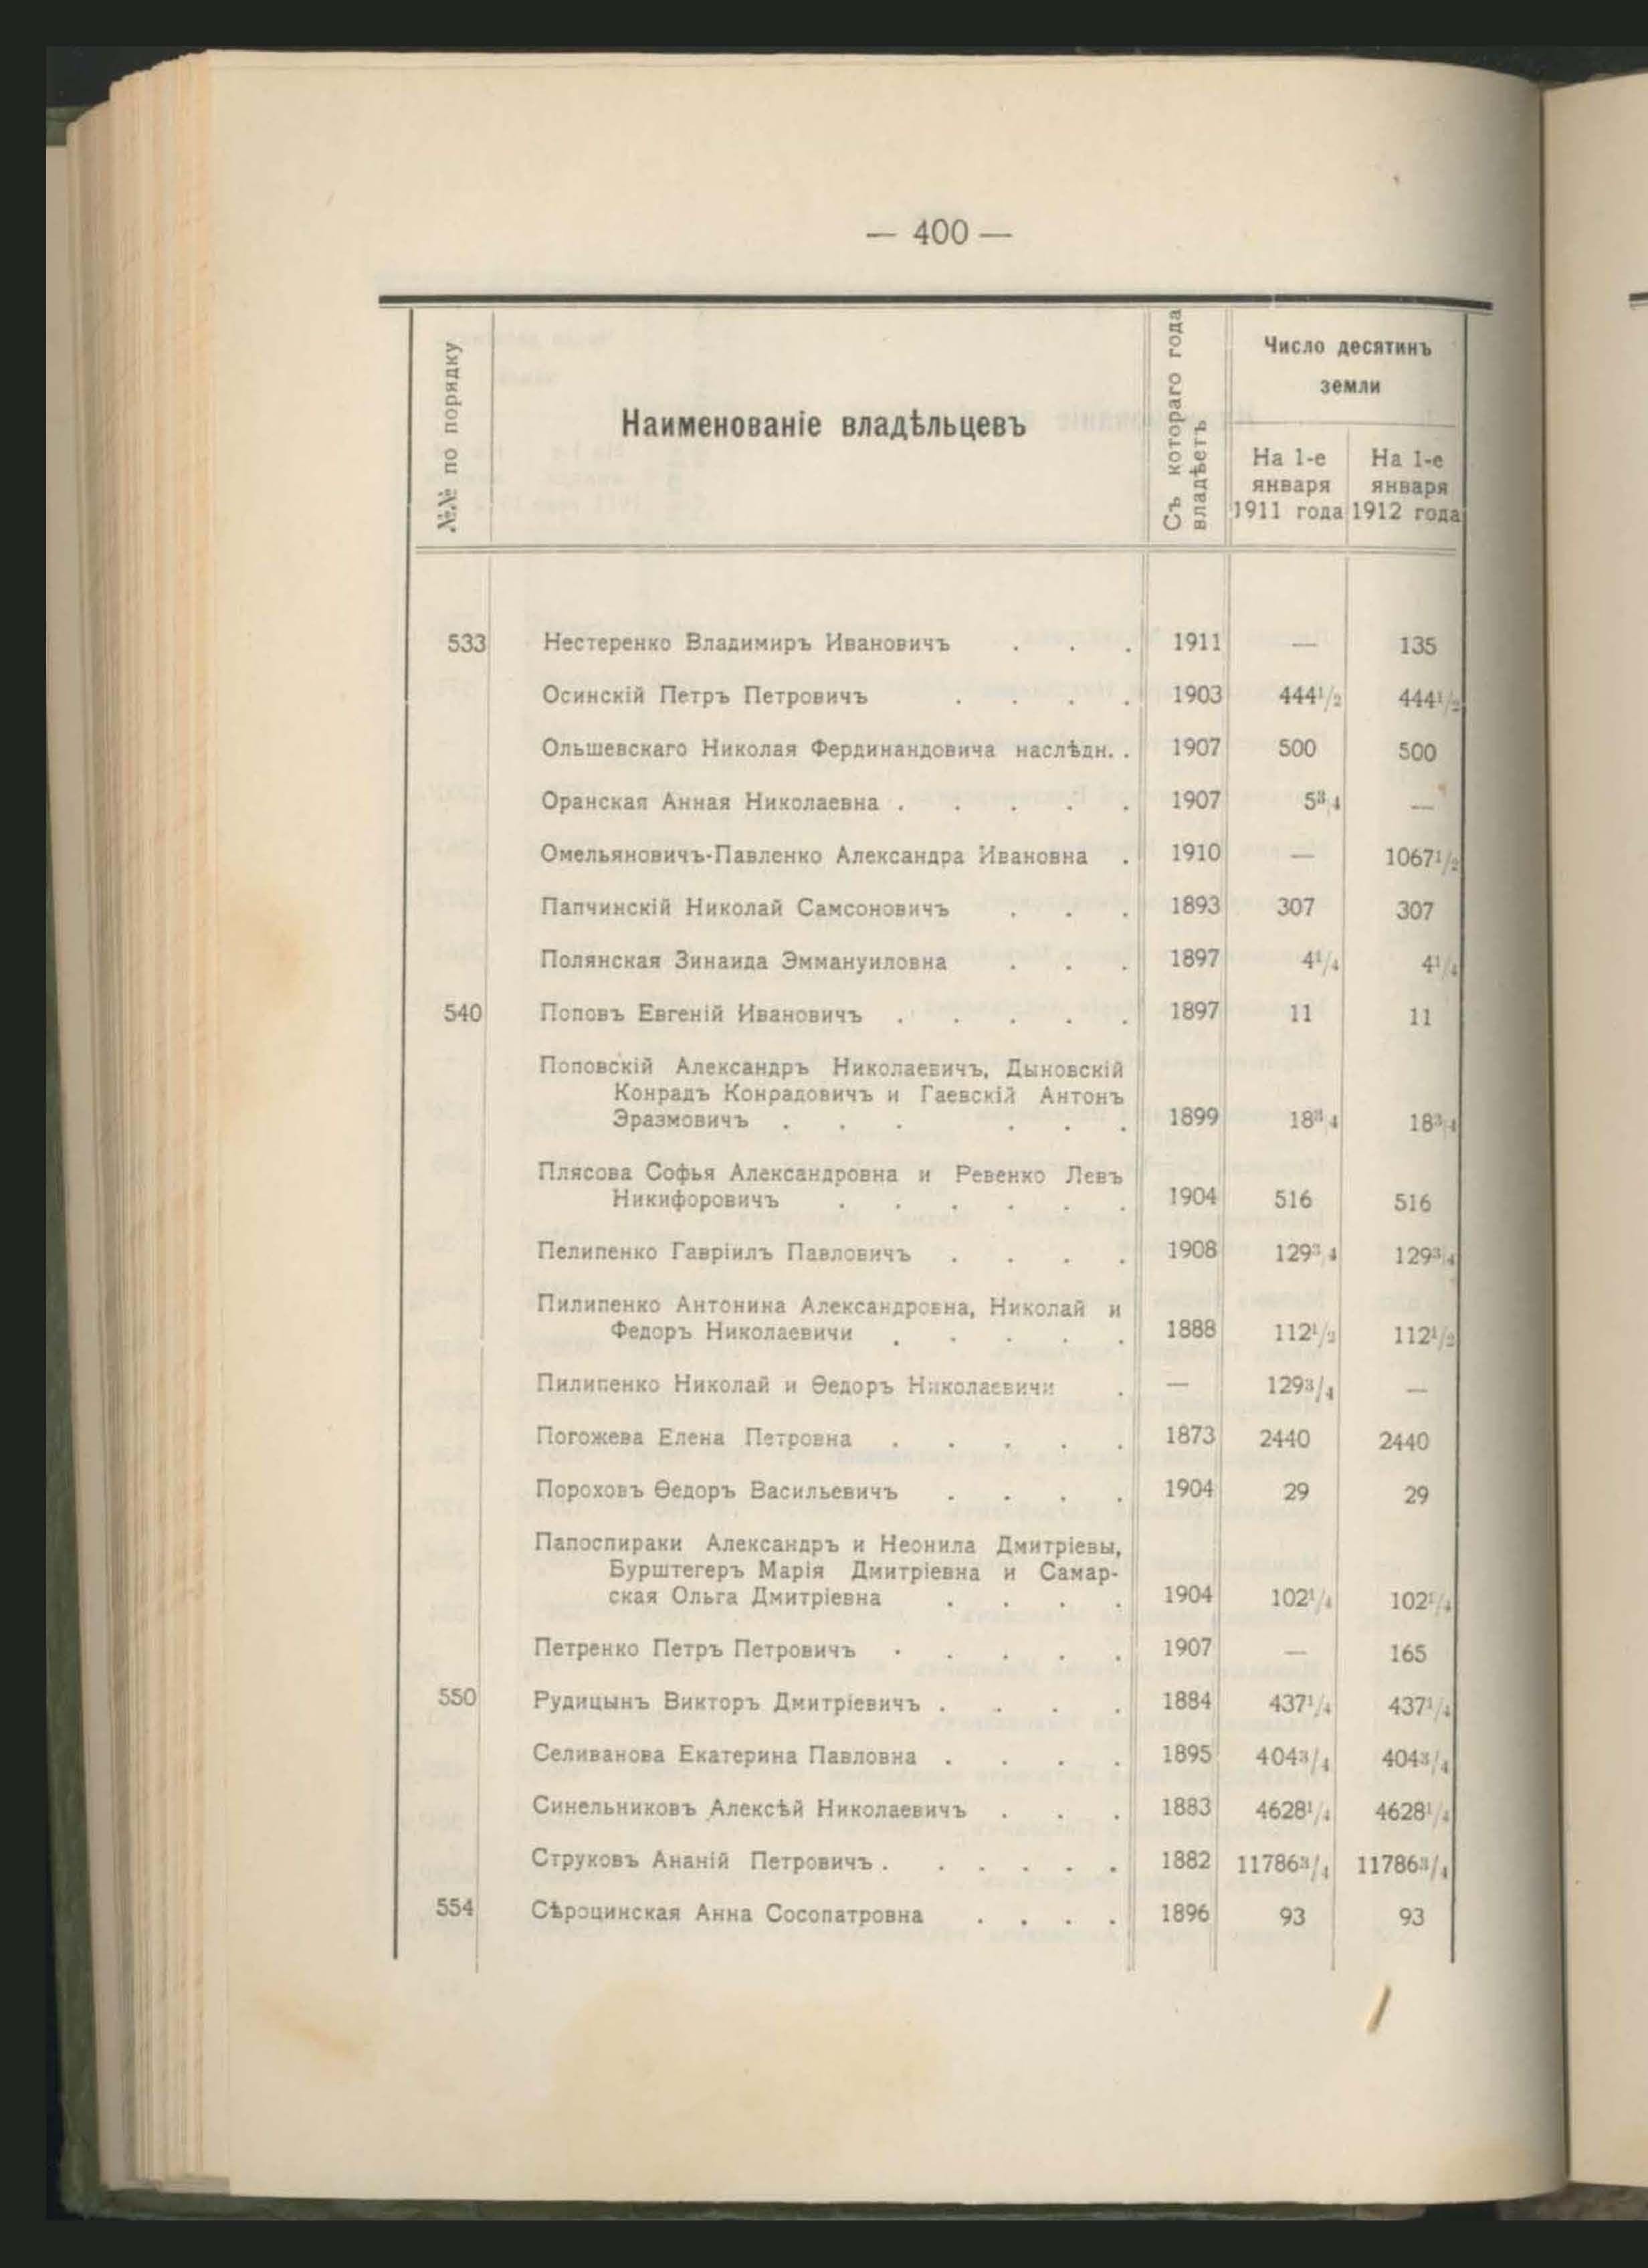 — 400 —
№№ по порядку
Наименованіе владѣльцевъ
Съ котораго года
владѣетъ
Число десятинъ
земли
На 1-е
января
1911 года
На 1-е
января
1912 года
533 Нестеренко Владимиръ Ивановичъ . . . 1911 — 135
Осинскій Петръ Петровичъ . . . . 1903 444¹/₂ 444¹/₂
Ольшевскаго Николая Фердинандовича наслѣдн. . 1907 500 500
Оранская Анная Николаевна . . . . . 1907 5³/₄ —
Омельяновичъ-Павленко Александра Ивановна . 1910 — 1067¹/₂
Папчинскій Николай Самсоновичъ . . . 1893 307 307
Полянская Зинаида Эммануиловна . . . 1897 4¹/₄ 4¹/₄
540 Поповъ Евгеній Ивановичъ . . . . . 1897 11 11
Поповскій Александръ Николаевичъ, Дыновскій
Конрадъ Конрадовичъ и Гаевскій Антонъ
Эразмовичъ . . . . . . 1899 18³/₄ 18³/₄
Плясова Софья Александровна и Ревенко Левъ
Никифоровичъ . . . . . . 1904 516 516
Пелипенко Гавріилъ Павловичъ . . . . 1908 129³/₄ 129³/₄
Пилипенко Антонина Александровна, Николай и
Федоръ Николаевичи . . . . . 1888 112¹/₂ 112¹/₂
Пилипенко Николай и Ѳедоръ Николаевичи . — 129³/₄ —
Погожева Елена Петровна . . . . . 1873 2440 2440
Пороховъ Ѳедоръ Васильевичъ . . . . 1904 29 29
Папоспираки Александръ и Неонила Дмитріевы,
Бурштегеръ Марія Дмитріевна и Самар-
ская Ольга Дмитріевна . . . . 1904 102¹/₄ 102¹/₄
Петренко Петръ Петровичъ . . . . . 1907 — 165
550 Рудицынъ Викторъ Дмитріевичъ . . . . 1884 437¹/₄ 437¹/₄
Селиванова Екатерина Павловна . . . . 1895 404³/₄ 404³/₄
Синельниковъ Алексѣй Николаевичъ . . . 1883 4628¹/₄ 4628¹/₄
Струковъ Ананій Петровичъ . . . . . . 1882 11786³/₄ 11786³/₄
554 Сѣроцинская Анна Сосопатровна . . . . 1896 93 93